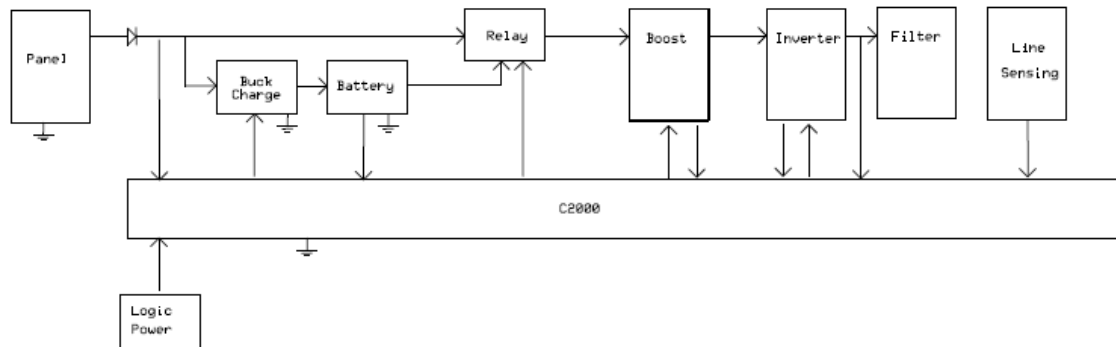 Panel
Buck
Charge
Battery
Relay
Boost
Inverter
Filter
Line
Sensing
C2000
Logic
Power